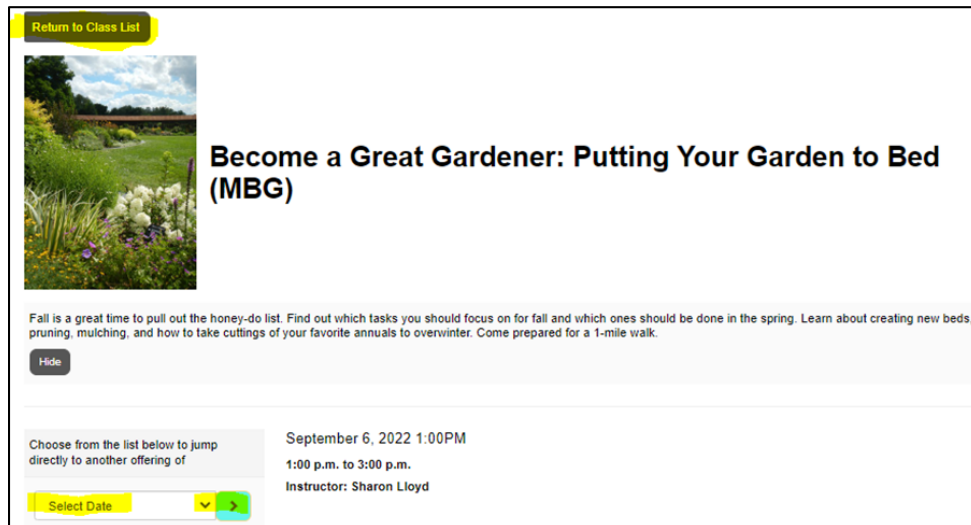 Return to Class List
Become a Great Gardener: Putting Your Garden to Bed
(MBG)
Fall is a great time to pull out the honey-do list. Find out which tasks you should focus on for fall and which ones should be done in the spring. Learn about creating new beds,
pruning, mulching, and how to take cuttings of your favorite annuals to overwinter. Come prepared for a 1-mile walk.
Hide
Choose from the list below to jump
directly to another offering of
Select Date
September 6, 2022 1:00PM
1:00 p.m. to 3:00 p.m.
Instructor: Sharon Lloyd